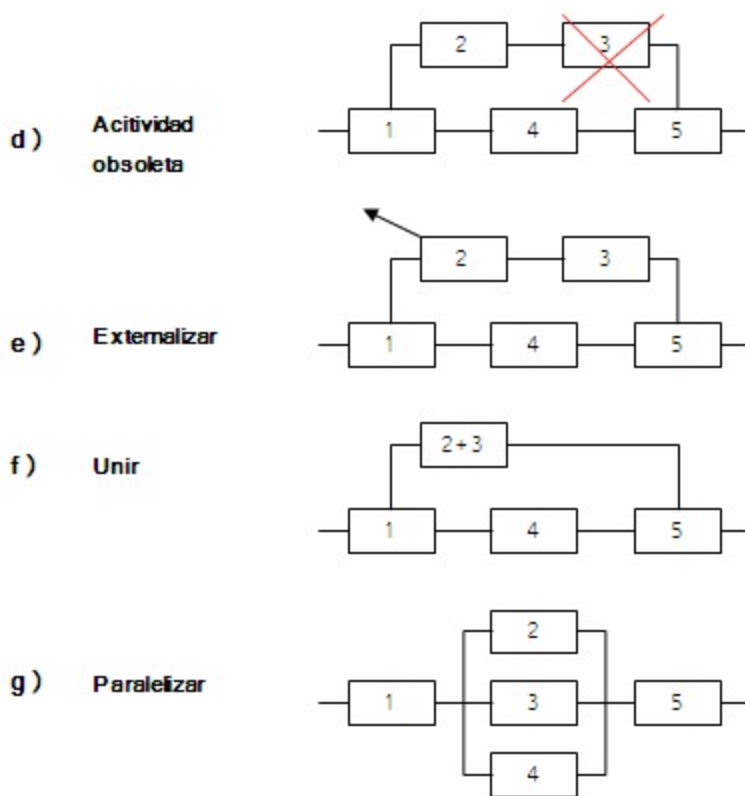 2 3
d) Acitividad obsoleta
1 4 5
2 3
e) Externalizar
1 4 5
2+3
f) Unir
1 4 5
2
g) Paralelizar
1 3 5
4